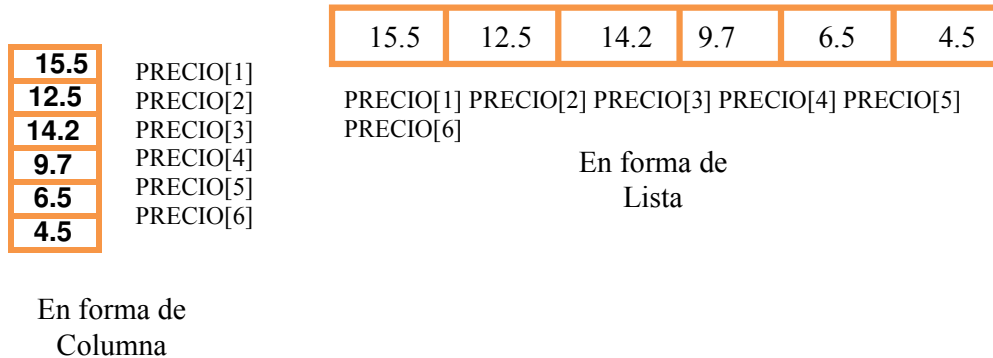 15.5
12.5
14.2
9.7
6.5
4.5
PRECIO[1]
PRECIO[2]
PRECIO[3]
PRECIO[4]
PRECIO[5]
PRECIO[6]
En forma de
Columna
15.5 12.5 14.2 9.7 6.5 4.5
PRECIO[1] PRECIO[2] PRECIO[3] PRECIO[4] PRECIO[5]
PRECIO[6]
En forma de
Lista